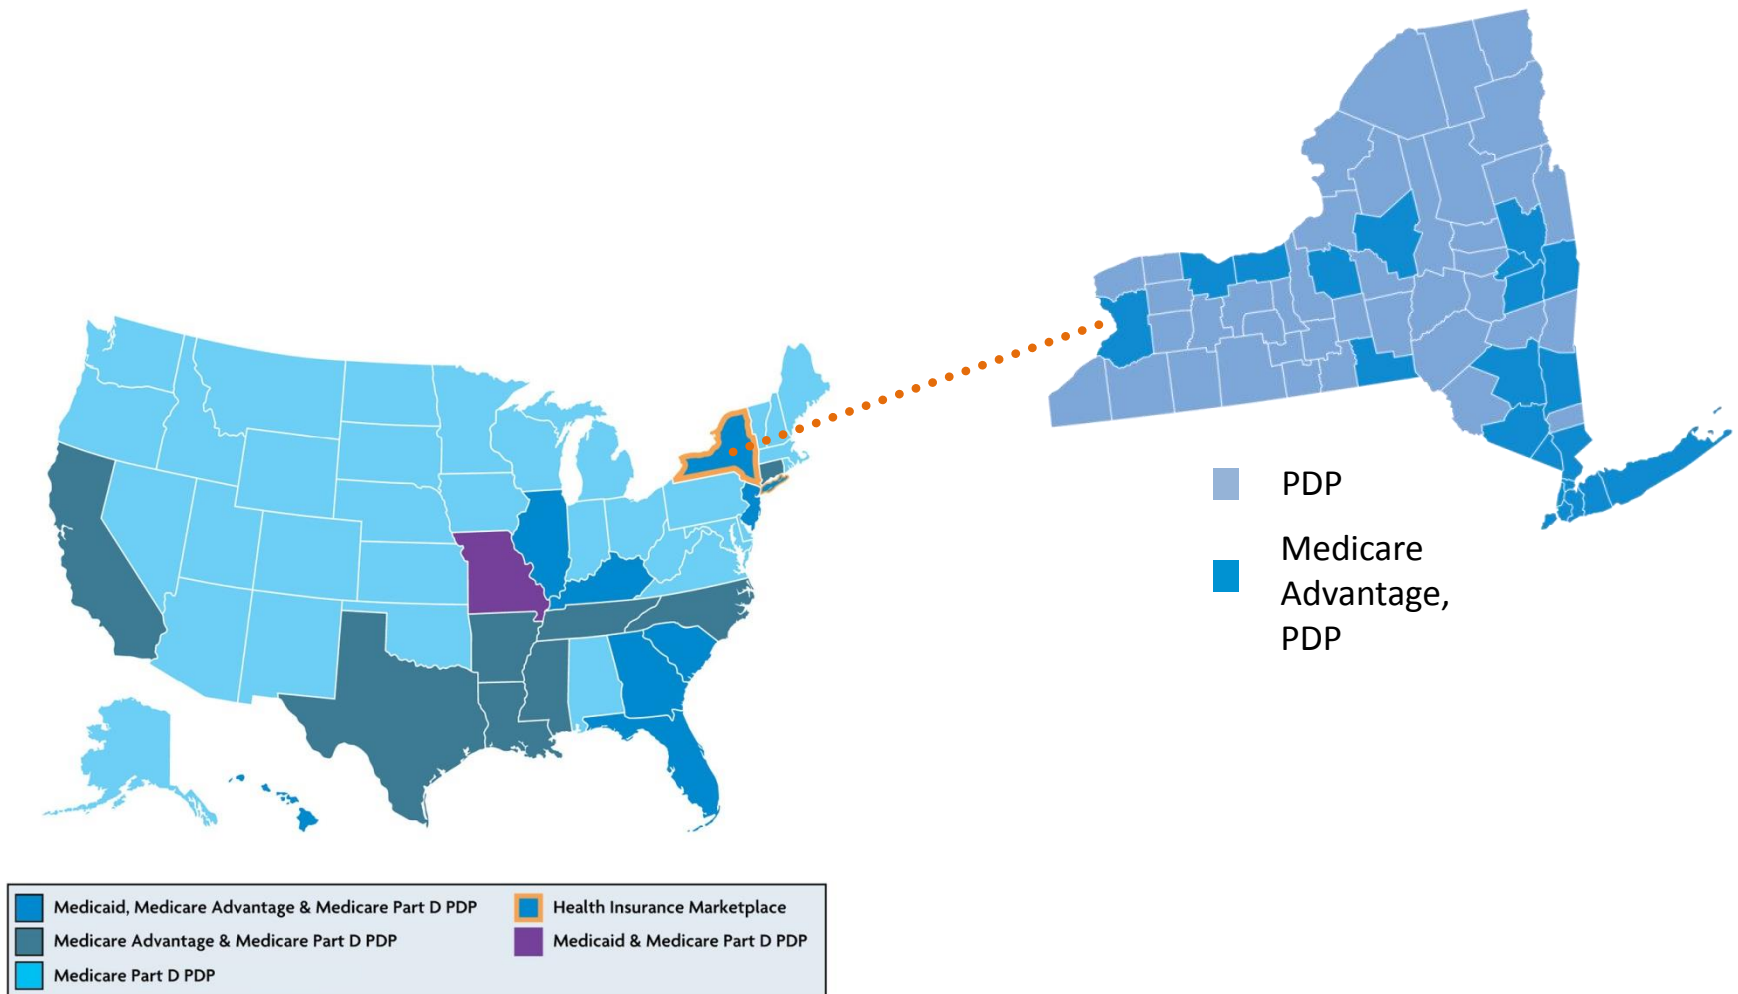 PDP
Medicare
Advantage,
PDP
Medicaid, Medicare Advantage & Medicare Part D PDP
Health Insurance Marketplace
Medicare Advantage & Medicare Part D PDP
Medicaid & Medicare Part D PDP
Medicare Part D PDP